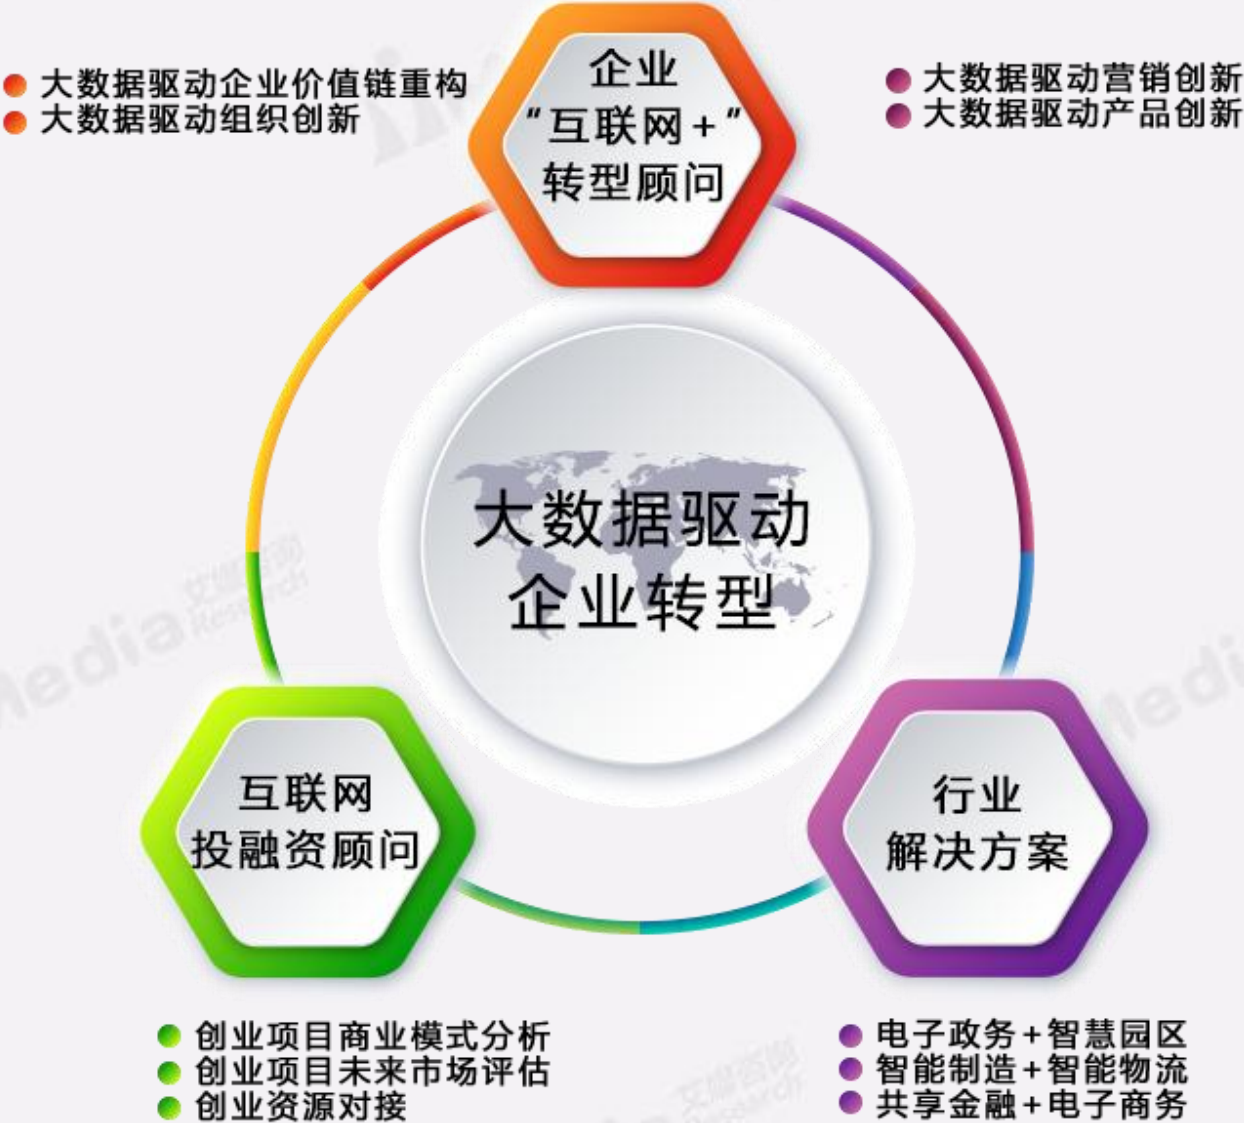 企业
“互联网+”
转型顾问
大数据驱动企业价值链重构
大数据驱动组织创新
大数据驱动营销创新
大数据驱动产品创新
大数据驱动
企业转型
互联网
投融资顾问
行业
解决方案
创业项目商业模式分析
创业项目未来市场评估
创业资源对接
电子政务+智慧园区
智能制造+智能物流
共享金融+电子商务
艾媒咨询
Media Research